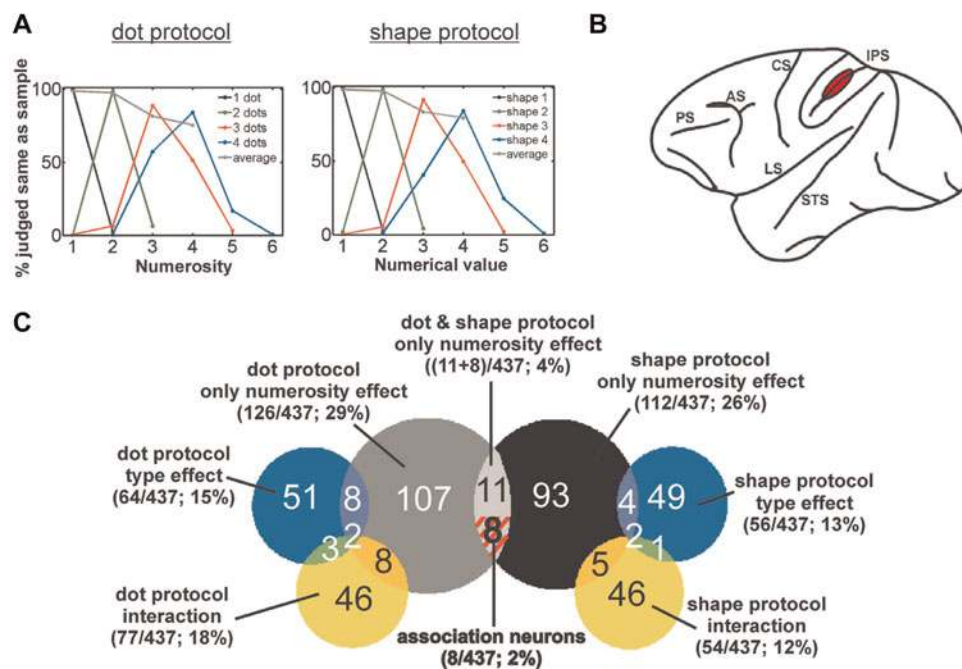 A
dot protocol
shape protocol
B
% judged same as sample
100
50
0
1 dot
2 dots
3 dots
4 dots
average
1 2 3 4 5 6
Numerosity
100
50
0
shape 1
shape 2
shape 3
shape 4
average
1 2 3 4 5 6
Numerical value
PS
AS
CS
IPS
LS
STS
C
dot & shape protocol
only numerosity effect
((11+8)/437; 4%)
dot protocol
only numerosity effect
(126/437; 29%)
shape protocol
only numerosity effect
(112/437; 26%)
dot protocol
type effect
(64/437; 15%)
shape protocol
type effect
(56/437; 13%)
51
8
107
11
93
4
49
8
3
2
8
5
2
1
46
46
dot protocol
interaction
(77/437; 18%)
association neurons
(8/437; 2%)
shape protocol
interaction
(54/437; 12%)